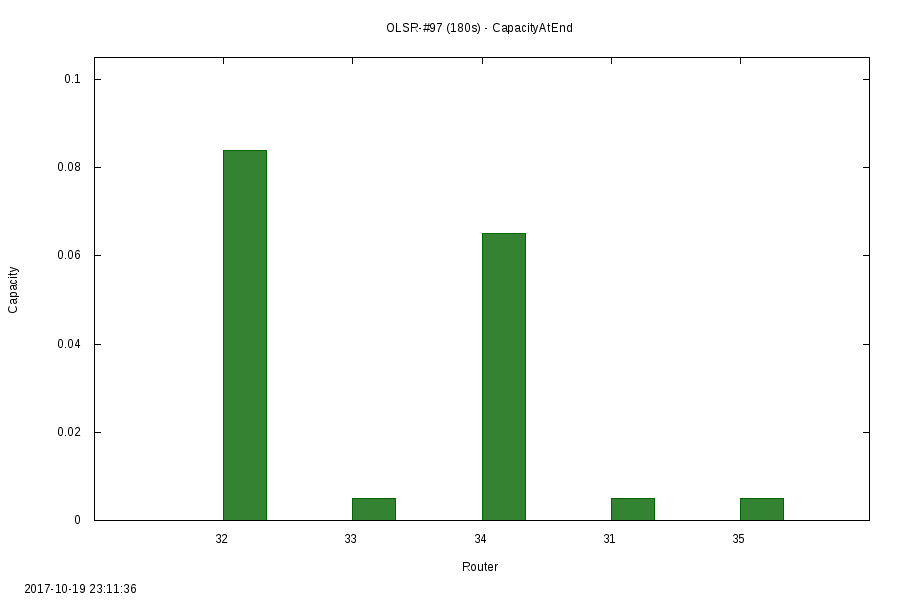 OLSR-#97 (180s) - CapacityAtEnd
0.1
0.08
0.06
0.04
0.02
0
Capacity
32 33 34 31 35
Router
2017-10-19 23:11:36